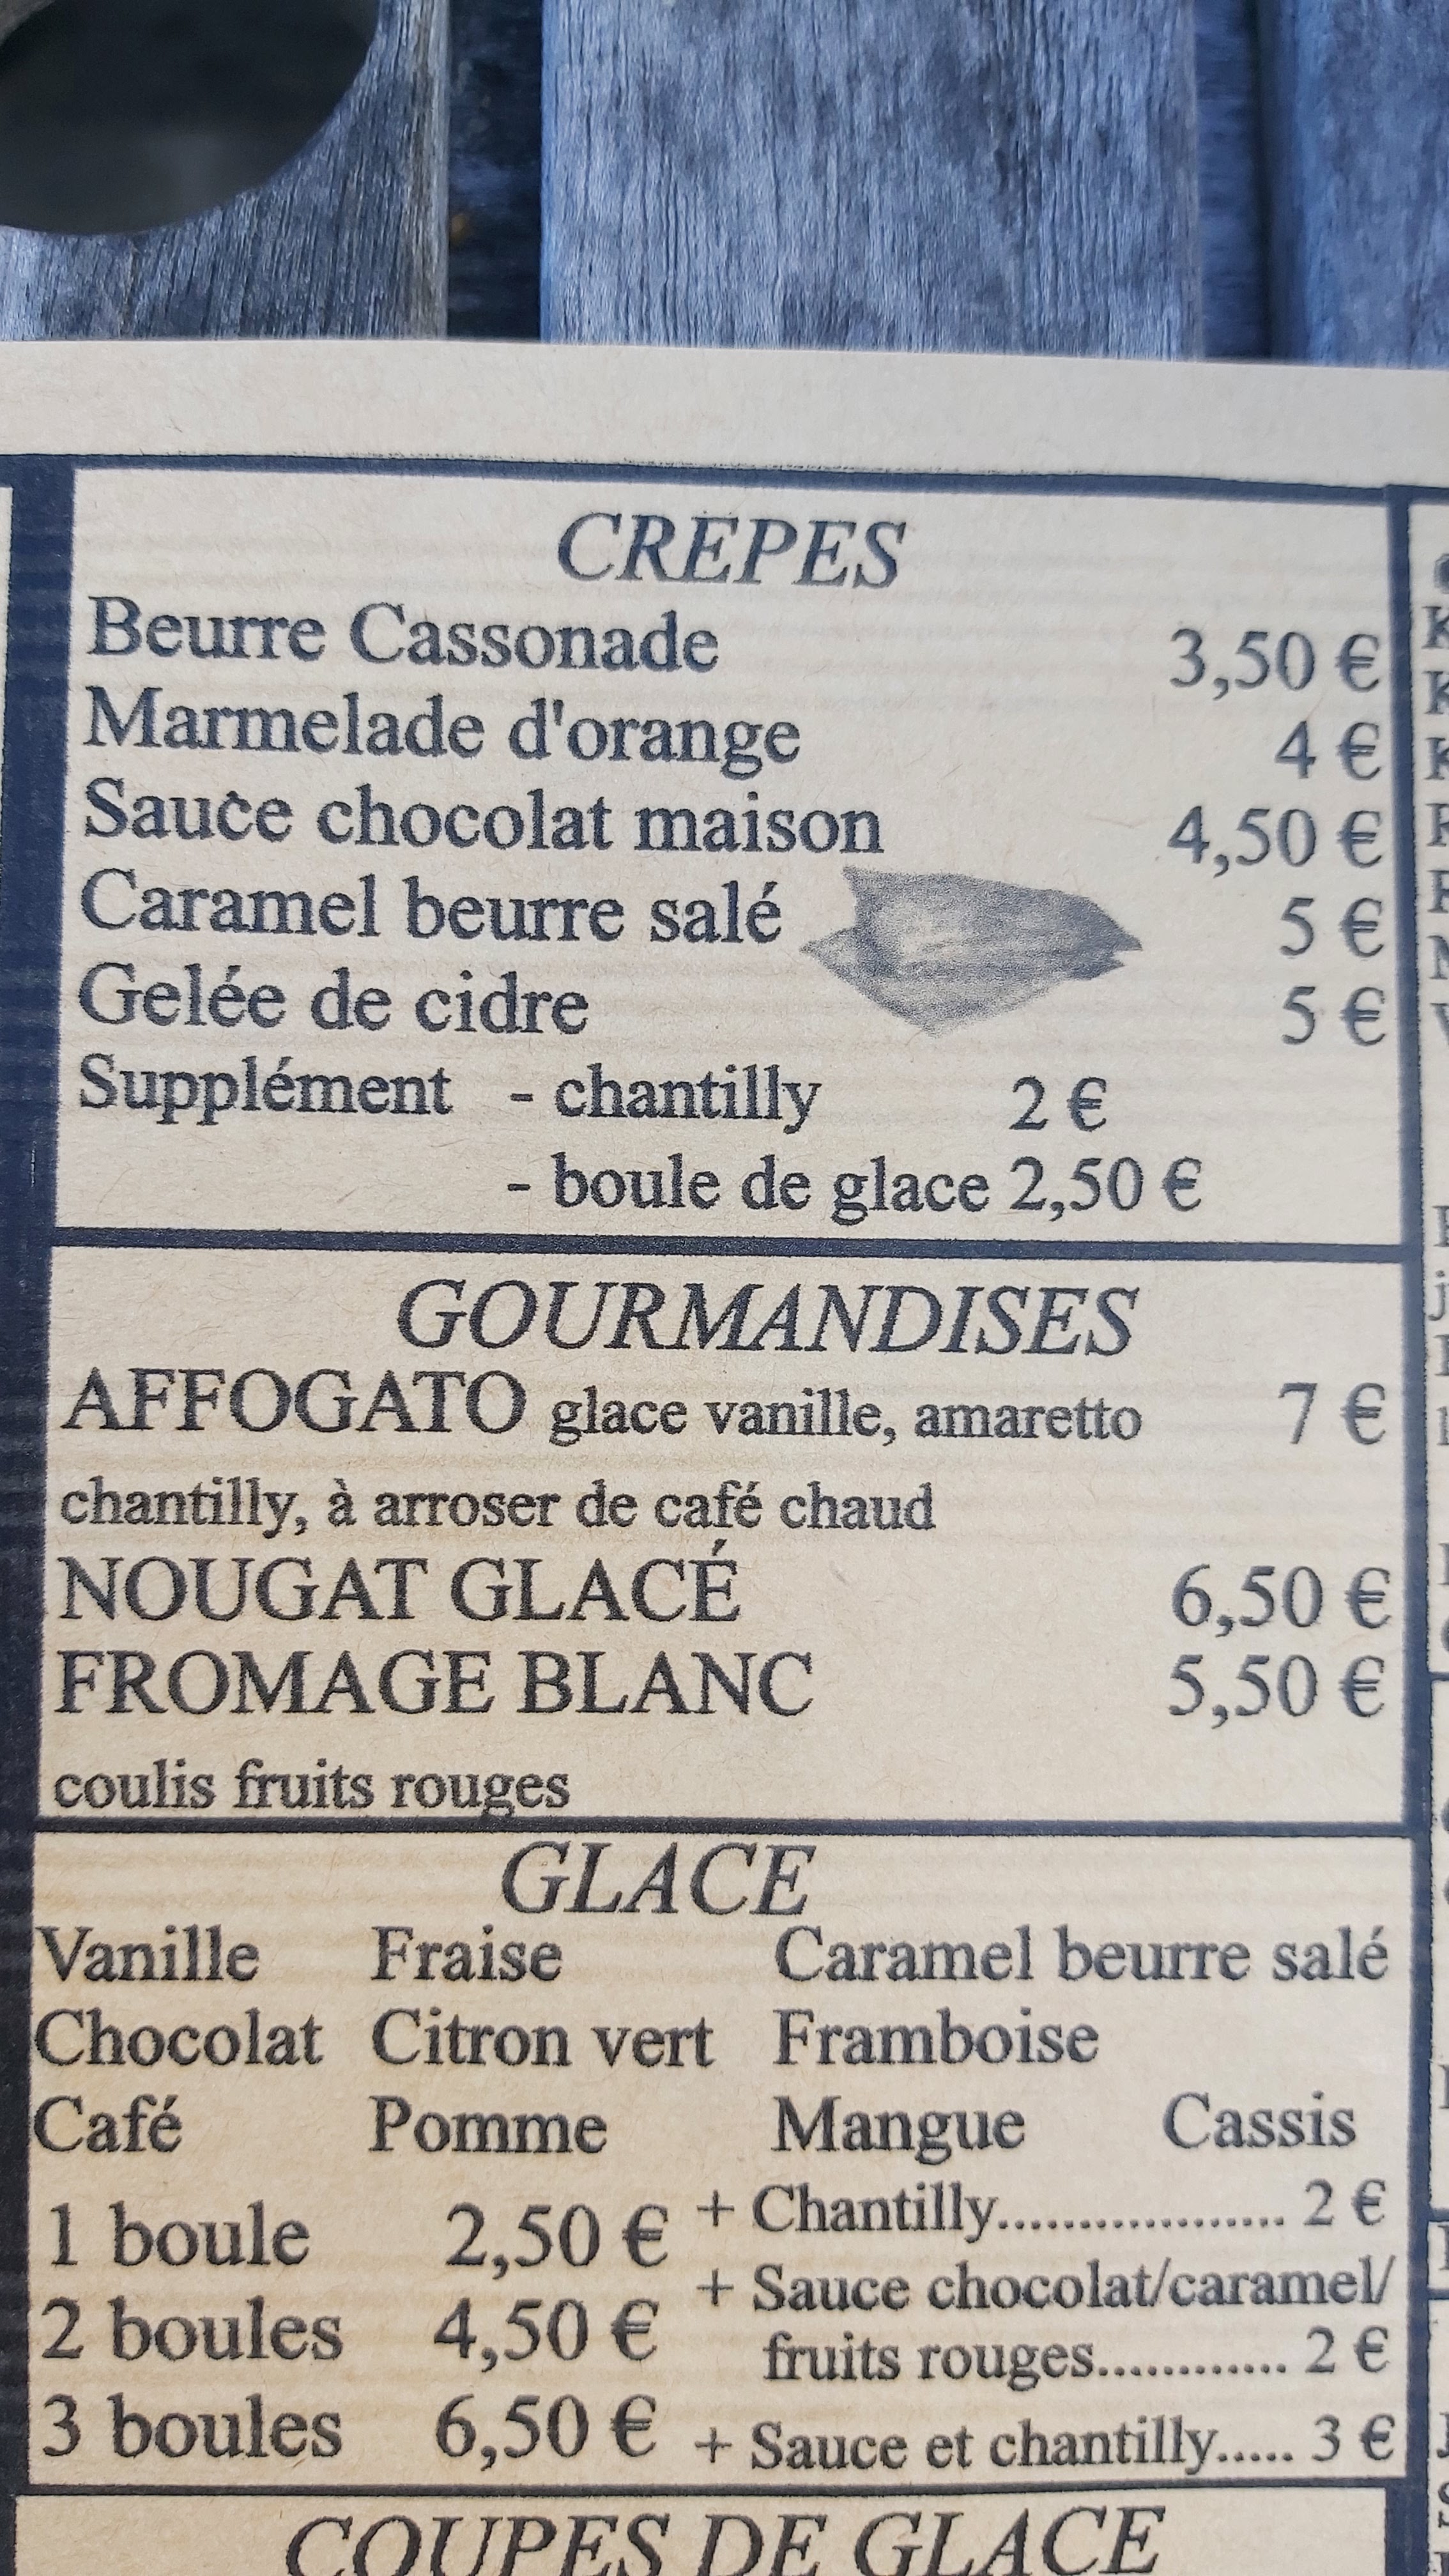 CREPES
Beurre Cassonade 3,50 €
Marmelade d'orange 4 €
Sauce chocolat maison 4,50 €
Caramel beurre salé 5 €
Gelée de cidre 5 €
Supplément - chantilly 2 €
- boule de glace 2,50 €
GOURMANDISES
AFFOGATO glace vanille, amaretto 7 €
chantilly, à arroser de café chaud
NOUGAT GLACÉ 6,50 €
FROMAGE BLANC 5,50 €
coulis fruits rouges
GLACE
Vanille Fraise Caramel beurre salé
Chocolat Citron vert Framboise
Café Pomme Mangue Cassis
1 boule 2,50 € + Chantilly.................. 2 €
2 boules 4,50 € + Sauce chocolat/caramel/
fruits rouges............ 2 €
3 boules 6,50 € + Sauce et chantilly..... 3 €
COUPES DE GLACE